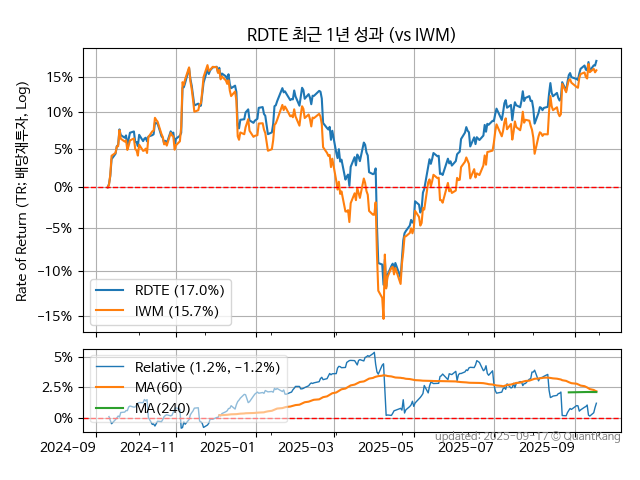 RDTE 최근 1년 성과 (vs IWM)
Rate of Return (TR: 배당재투자, Log)
15%
10%
5%
0%
−5%
−10%
−15%
RDTE (17.0%)
IWM (15.7%)
5%
2.5%
0%
Relative (1.2%, −1.2%)
MA(60)
MA(240)
2024-09
2024-11
2025-01
2025-03
2025-05
2025-07
2025-09
updated: 2025-09-17 © QuantKang